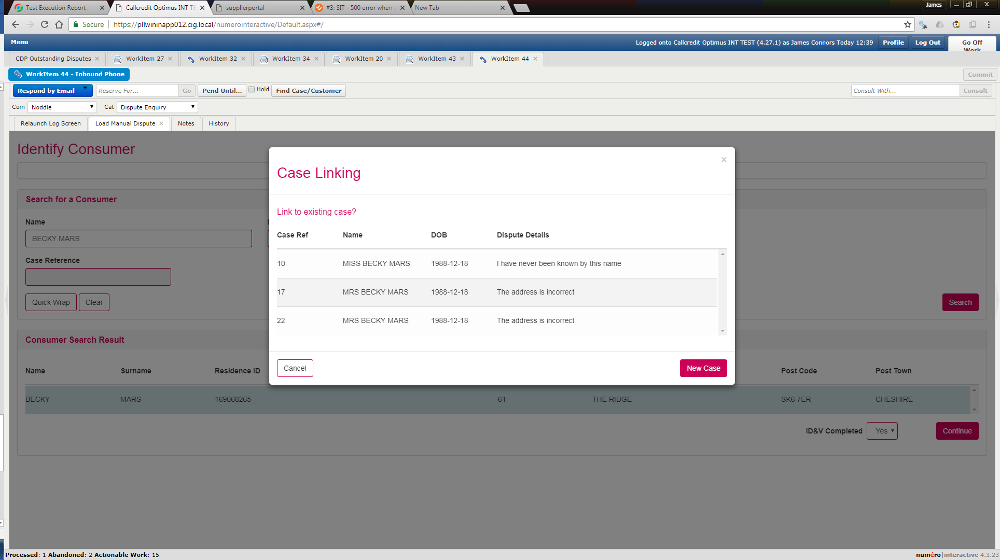 Test Execution Report
Callcredit Optimus INT TE
supplierportal
#3: SIT - 500 error when
New Tab
James
Secure
https://pllwininapp012.cig.local/numerointeractive/Default.aspx#/
Menu
Logged onto Callcredit Optimus INT TEST (4.27.1) as James Connors Today 12:39
Profile
Log Out
Go Off Work
CDP Outstanding Disputes
WorkItem 27
WorkItem 32
WorkItem 34
WorkItem 20
WorkItem 43
WorkItem 44
WorkItem 44 - Inbound Phone
Commit
Respond by Email
Reserve For...
Go
Pend Until...
Hold
Find Case/Customer
Consult With...
Consult
Com Noddle
Cat Dispute Enquiry
Relaunch Log Screen
Load Manual Dispute
Notes
History
Identify Consumer
Search for a Consumer
Name
BECKY MARS
Case Reference
Quick Wrap
Clear
Search
Case Linking
Link to existing case?
Case Ref Name DOB Dispute Details
10 MISS BECKY MARS 1988-12-18 I have never been known by this name
17 MRS BECKY MARS 1988-12-18 The address is incorrect
22 MRS BECKY MARS 1988-12-18 The address is incorrect
Cancel
New Case
Consumer Search Result
Name Surname Residence ID Post Code Post Town
BECKY MARS 169068265 61 THE RIDGE SK6 7ER CHESHIRE
ID&V Completed Yes
Continue
Processed: 1 Abandoned: 2 Actionable Work: 15
numéro|interactive 4.3.23